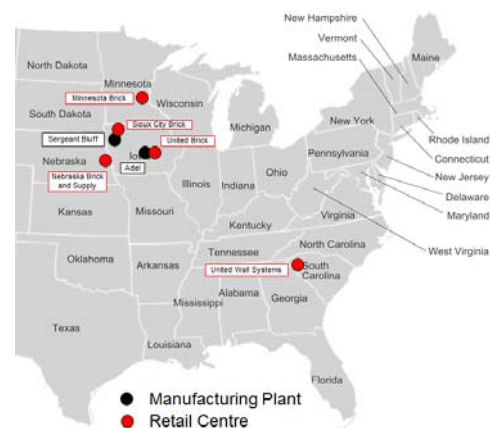 New Hampshire
Vermont
Massachusetts
Maine
North Dakota
Minnesota
Minnesota Brick
Wisconsin
South Dakota
Sioux City Brick
Sergeant Bluff
United Brick
Michigan
New York
Rhode Island
Nebraska
Io
Adel
Pennsylvania
Connecticut
Nebraska Brick
and Supply
Illinois
Indiana
Ohio
New Jersey
Delaware
Maryland
Kansas
Missouri
Virginia
Kentucky
West Virginia
Oklahoma
Arkansas
Tennessee
North Carolina
United Wall Systems
South
Carolina
Mississippi
Alabama
Georgia
Texas
Louisiana
Florida
Manufacturing Plant
Retail Centre